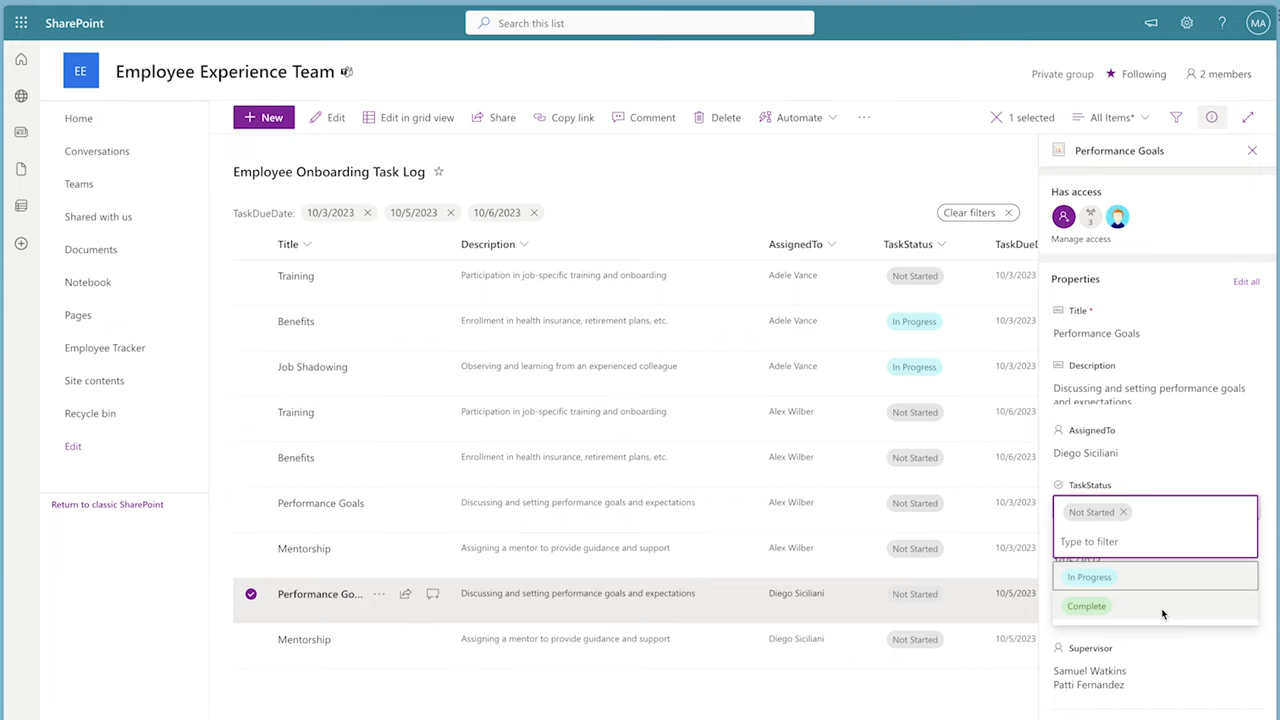 SharePoint
Search this list
MA
EE
Employee Experience Team
Private group
Following
2 members
Home
Conversations
Teams
Shared with us
Documents
Notebook
Pages
Employee Tracker
Site contents
Recycle bin
Edit
Return to classic SharePoint
New
Edit
Edit in grid view
Share
Copy link
Comment
Delete
Automate
...
1 selected
All Items*
Employee Onboarding Task Log
TaskDueDate:
10/3/2023
10/5/2023
10/6/2023
Clear filters
Title Description AssignedTo TaskStatus TaskDueD
Training Participation in job-specific training and onboarding Adele Vance Not Started 10/3/2023
Benefits Enrollment in health insurance, retirement plans, etc. Adele Vance In Progress 10/3/2023
Job Shadowing Observing and learning from an experienced colleague Adele Vance In Progress 10/3/2023
Training Participation in job-specific training and onboarding Alex Wilber Not Started 10/6/2023
Benefits Enrollment in health insurance, retirement plans, etc. Alex Wilber Not Started 10/6/2023
Performance Goals Discussing and setting performance goals and expectations Alex Wilber Not Started 10/3/2023
Mentorship Assigning a mentor to provide guidance and support Alex Wilber Not Started 10/3/2023
Performance Go... ... Discussing and setting performance goals and expectations Diego Siciliani Not Started 10/5/2023
Mentorship Assigning a mentor to provide guidance and support Diego Siciliani Not Started 10/5/2023
Performance Goals
Has access
3
Manage access
Properties
Edit all
Title *
Performance Goals
Description
Discussing and setting performance goals
and expectations
AssignedTo
Diego Siciliani
TaskStatus
Not Started
Type to filter
In Progress
Complete
Supervisor
Samuel Watkins
Patti Fernandez